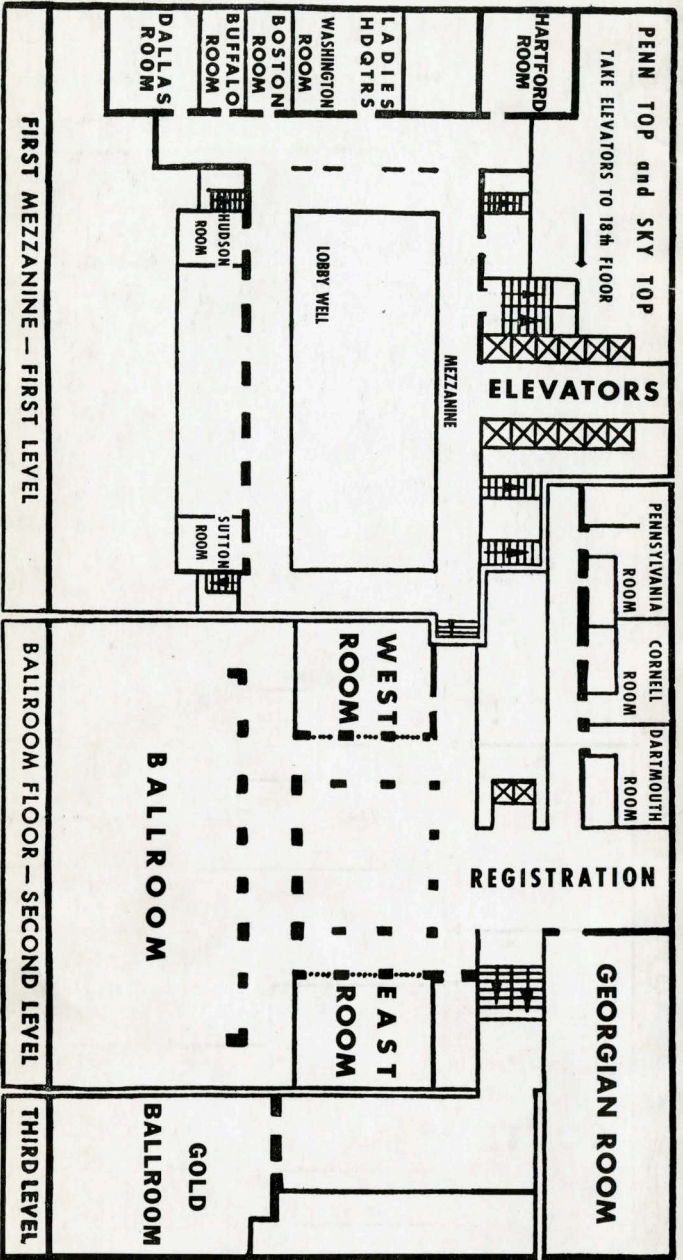 PENN TOP and SKY TOP
TAKE ELEVATORS TO 18th FLOOR
HARTFORD
ROOM
LADIES
HDQTRS
WASHINGTON
ROOM
BOSTON
ROOM
BUFFALO
ROOM
DALLAS
ROOM
ELEVATORS
MEZZANINE
LOBBY WELL
HUDSON
ROOM
SUTTON
ROOM
FIRST MEZZANINE — FIRST LEVEL
PENNSYLVANIA
ROOM
CORNELL
ROOM
DARTMOUTH
ROOM
REGISTRATION
WEST
ROOM
EAST
ROOM
BALLROOM
BALLROOM FLOOR — SECOND LEVEL
GEORGIAN ROOM
GOLD
BALLROOM
THIRD LEVEL